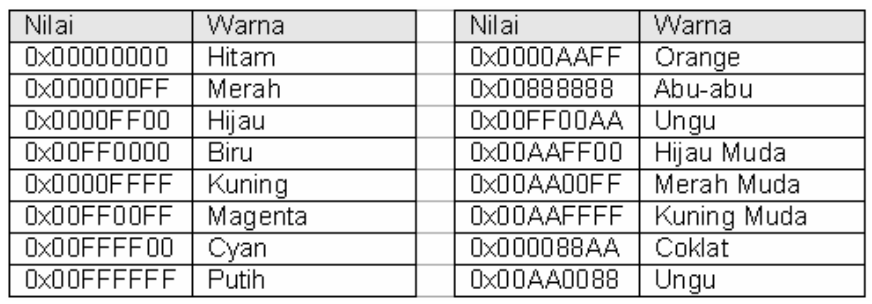 Nilai Warna Nilai Warna
0x00000000 Hitam 0x0000AAFF Orange
0x000000FF Merah 0x00888888 Abu-abu
0x0000FF00 Hijau 0x00FF00AA Ungu
0x00FF0000 Biru 0x00AAFF00 Hijau Muda
0x0000FFFF Kuning 0x00AA00FF Merah Muda
0x00FF00FF Magenta 0x00AAFFFF Kuning Muda
0x00FFFF00 Cyan 0x000088AA Coklat
0x00FFFFFF Putih 0x00AA0088 Ungu